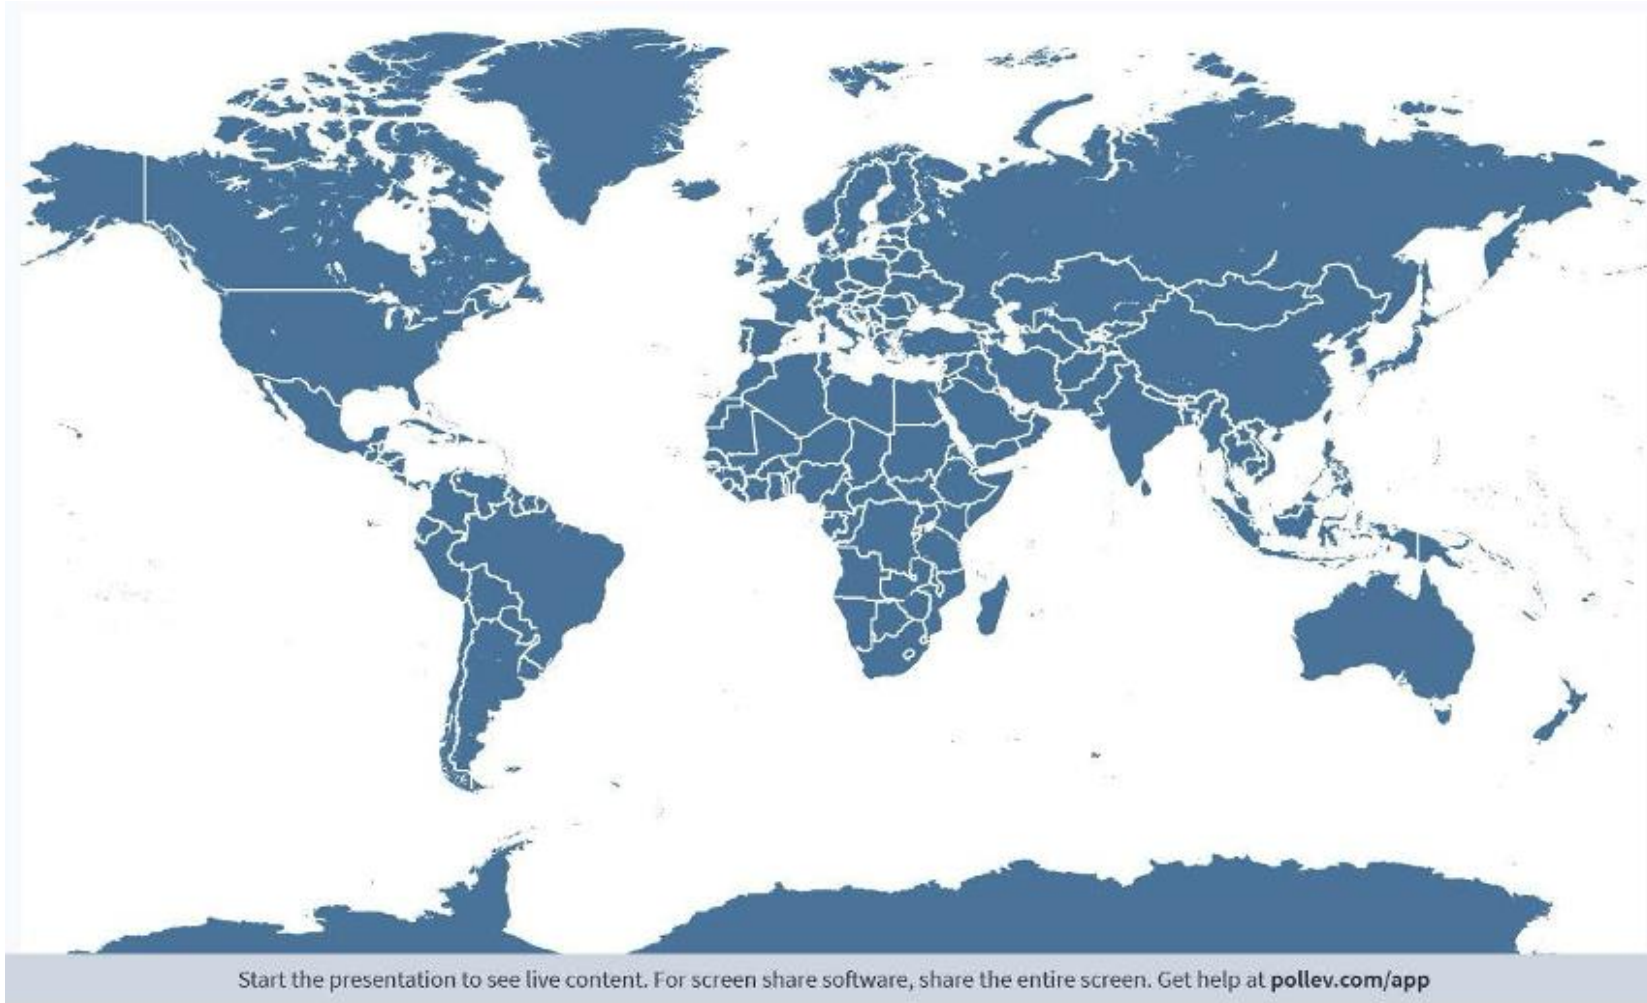 Start the presentation to see live content. For screen share software, share the entire screen. Get help at pollev.com/app